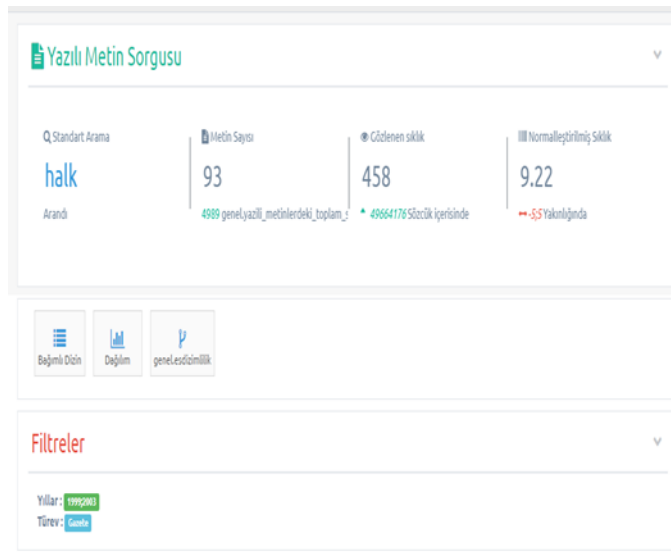 Yazılı Metin Sorgusu
Standart Arama
halk
Arandı
Metin Sayısı
93
4989 genel.yazili_metinlerdeki_toplam_s
Gözlenen sıklık
458
49664176 Sözcük içerisinde
Normalleştirilmiş Sıklık
9.22
-5;5 Yakınlığında
Bağımlı Dizin
Dağılım
genel.esdizimlilik
Filtreler
Yıllar : 1999;2003
Türev : Gazete